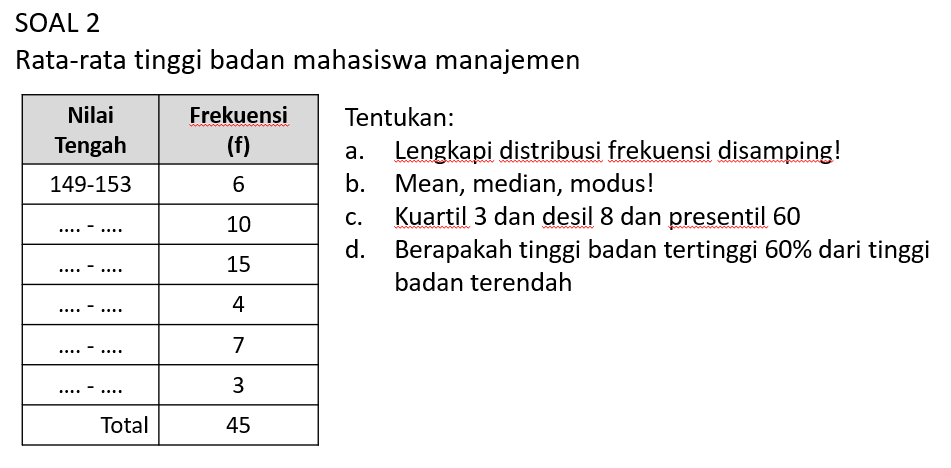 SOAL 2
Rata-rata tinggi badan mahasiswa manajemen
Nilai Tengah
Frekuensi (f)
149-153 6
.... - .... 10
.... - .... 15
.... - .... 4
.... - .... 7
.... - .... 3
Total 45
Tentukan:
a. Lengkapi distribusi frekuensi disamping!
b. Mean, median, modus!
c. Kuartil 3 dan desil 8 dan presentil 60
d. Berapakah tinggi badan tertinggi 60% dari tinggi
badan terendah